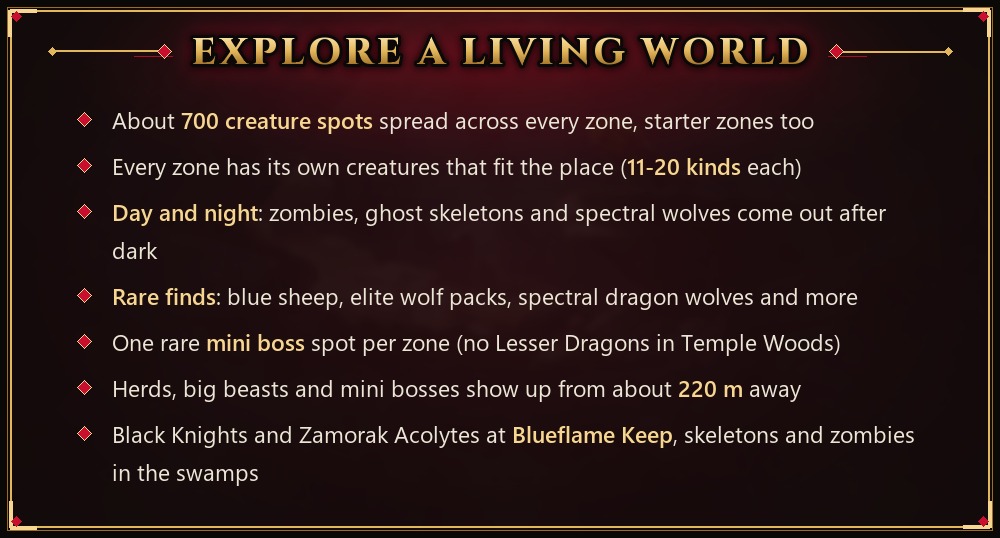 EXPLORE A LIVING WORLD
About 700 creature spots spread across every zone, starter zones too
Every zone has its own creatures that fit the place (11-20 kinds each)
Day and night: zombies, ghost skeletons and spectral wolves come out after
dark
Rare finds: blue sheep, elite wolf packs, spectral dragon wolves and more
One rare mini boss spot per zone (no Lesser Dragons in Temple Woods)
Herds, big beasts and mini bosses show up from about 220 m away
Black Knights and Zamorak Acolytes at Blueflame Keep, skeletons and zombies
in the swamps